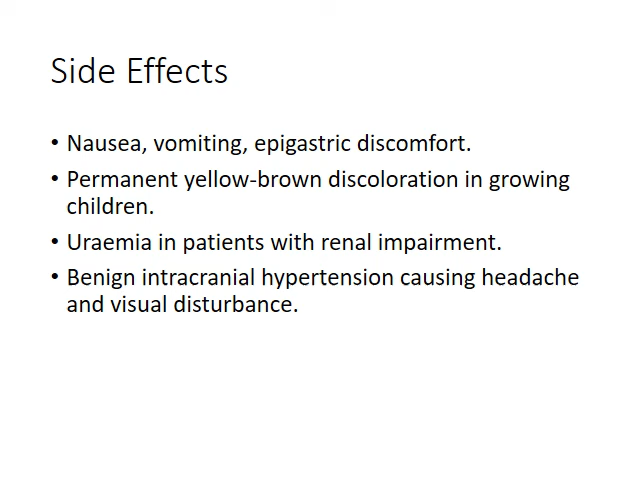 Side Effects
• Nausea, vomiting, epigastric discomfort.
• Permanent yellow-brown discoloration in growing
children.
• Uraemia in patients with renal impairment.
• Benign intracranial hypertension causing headache
and visual disturbance.